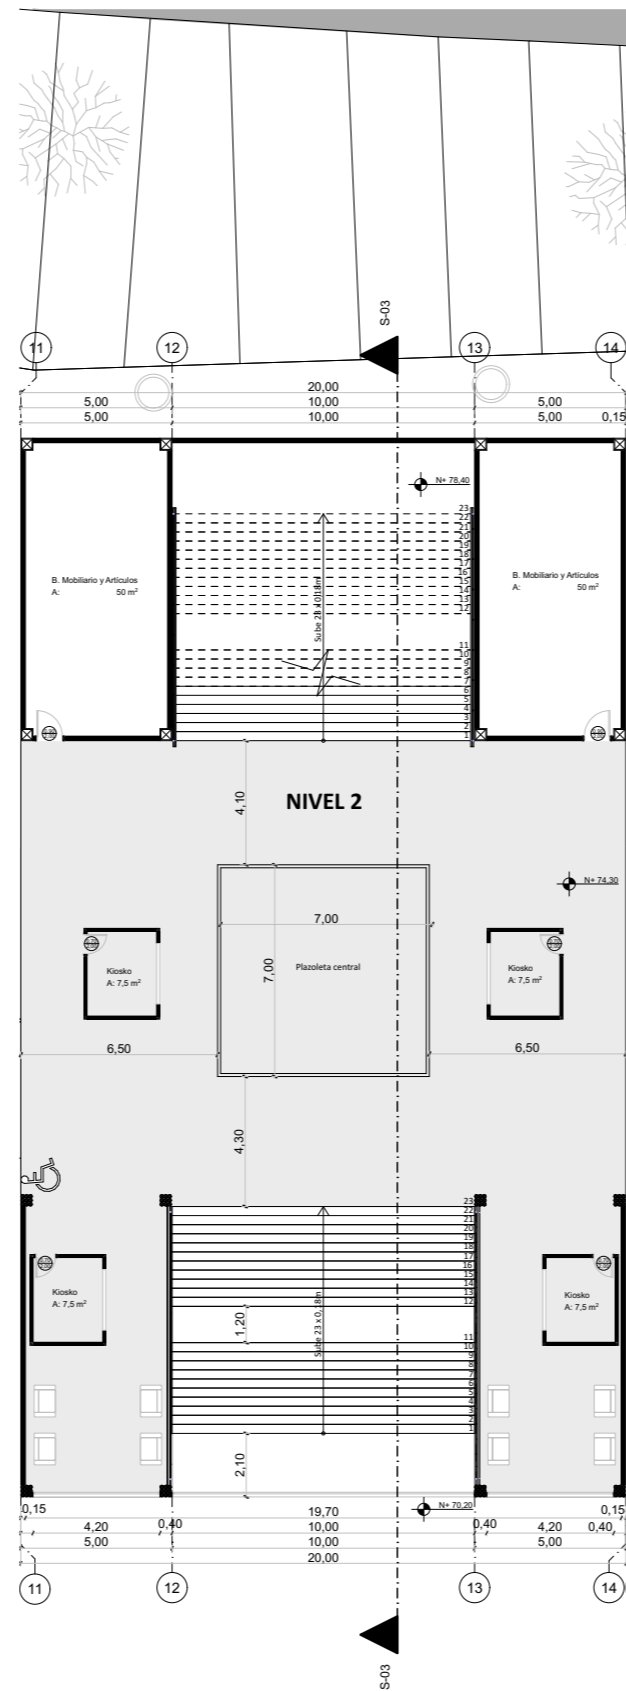 S-03
11 12 13 14
20,00
5,00 10,00 5,00
5,00 10,00 5,00 0,15
N+ 78,40
23
22
21
20
19
18
17
16
15
14
13
12
11
10
9
8
7
6
5
4
3
2
1
B. Mobiliario y Artículos
A: 50 m²
B. Mobiliario y Artículos
A: 50 m²
Sube 23 x 0,18m
NIVEL 2
4,10
N+ 74,30
7,00
7,00
Plazoleta central
Kiosko
A: 7,5 m²
Kiosko
A: 7,5 m²
6,50
6,50
4,30
23
22
21
20
19
18
17
16
15
14
13
12
11
10
9
8
7
6
5
4
3
2
1
Kiosko
A: 7,5 m²
Kiosko
A: 7,5 m²
1,20
Sube 23 x 0,18m
2,10
N+ 70,20
0,15 19,70 0,15
4,20 0,40 10,00 0,40 4,20 0,40
5,00 10,00 5,00
20,00
11 12 13 14
S-03